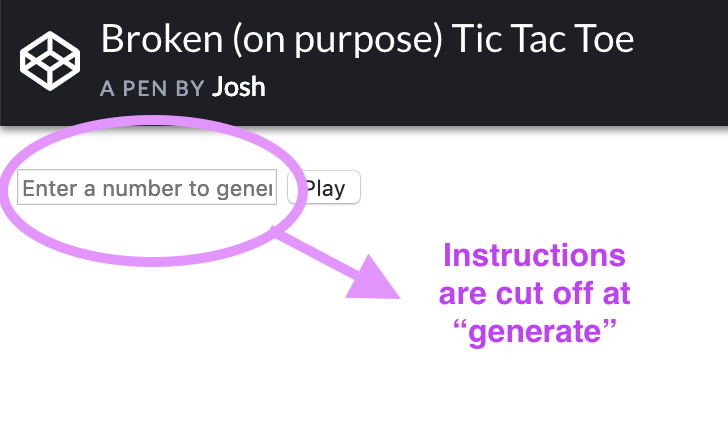 Broken (on purpose) Tic Tac Toe
A PEN BY Josh
Enter a number to gener
Play
Instructions
are cut off at
“generate”